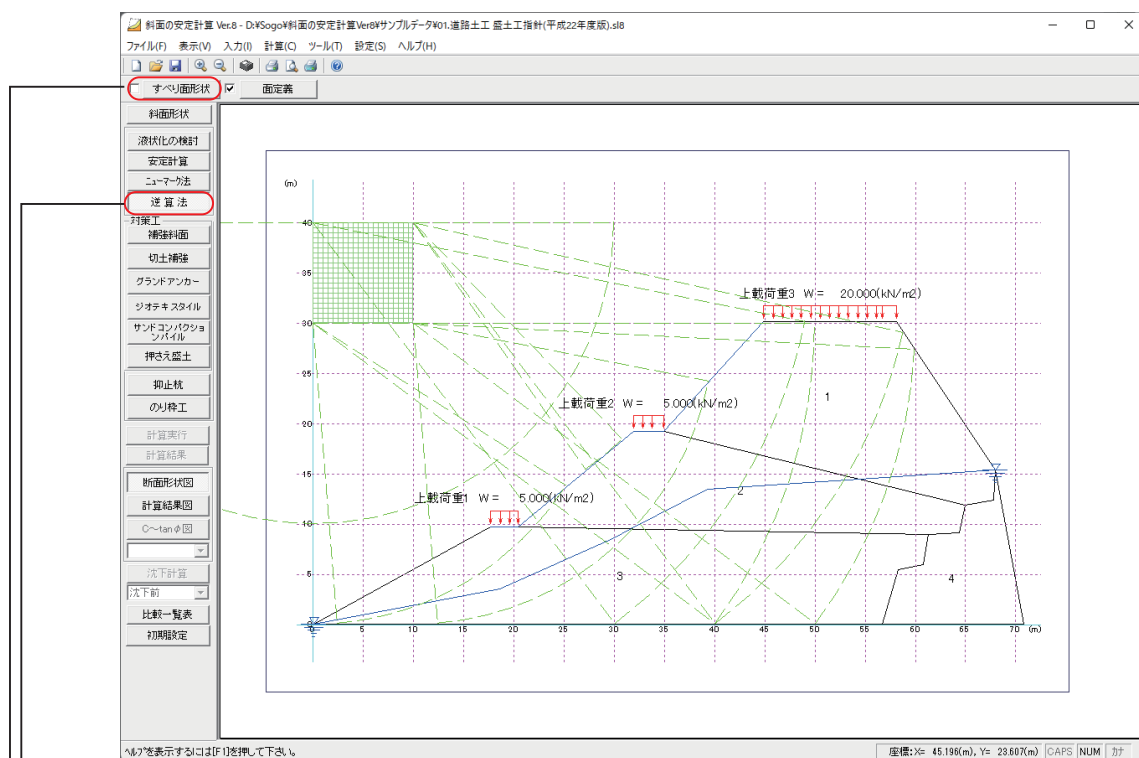 斜面の安定計算 Ver.8 - D:¥Sogo¥斜面の安定計算Ver8¥サンプルデータ¥01.道路土工 盛土工指針(平成22年度版).sl8
ファイル(F) 表示(V) 入力(I) 計算(C) ツール(T) 設定(S) ヘルプ(H)
すべり面形状 面定義
斜面形状
液状化の検討
安定計算
ニューマーク法
逆算法
対策工
補強斜面
切土補強
グランドアンカー
ジオテキスタイル
サンドコンパクショ
ンパイル
押さえ盛土
抑止杭
のり枠工
計算実行
計算結果
断面形状図
計算結果図
C～tanφ図
沈下計算
沈下前
比較一覧表
初期設定
(m)
40
35
30
25
20
15
10
5
0
上載荷重3 W= 20.000(kN/m2)
1
上載荷重2 W= 5.000(kN/m2)
2
上載荷重1 W= 5.000(kN/m2)
3
4
0 5 10 15 20 25 30 35 40 45 50 55 60 65 70 (m)
ヘルプを表示するには[F1]を押して下さい。
座標:X= 45.196(m), Y= 23.607(m) CAPS NUM カナ